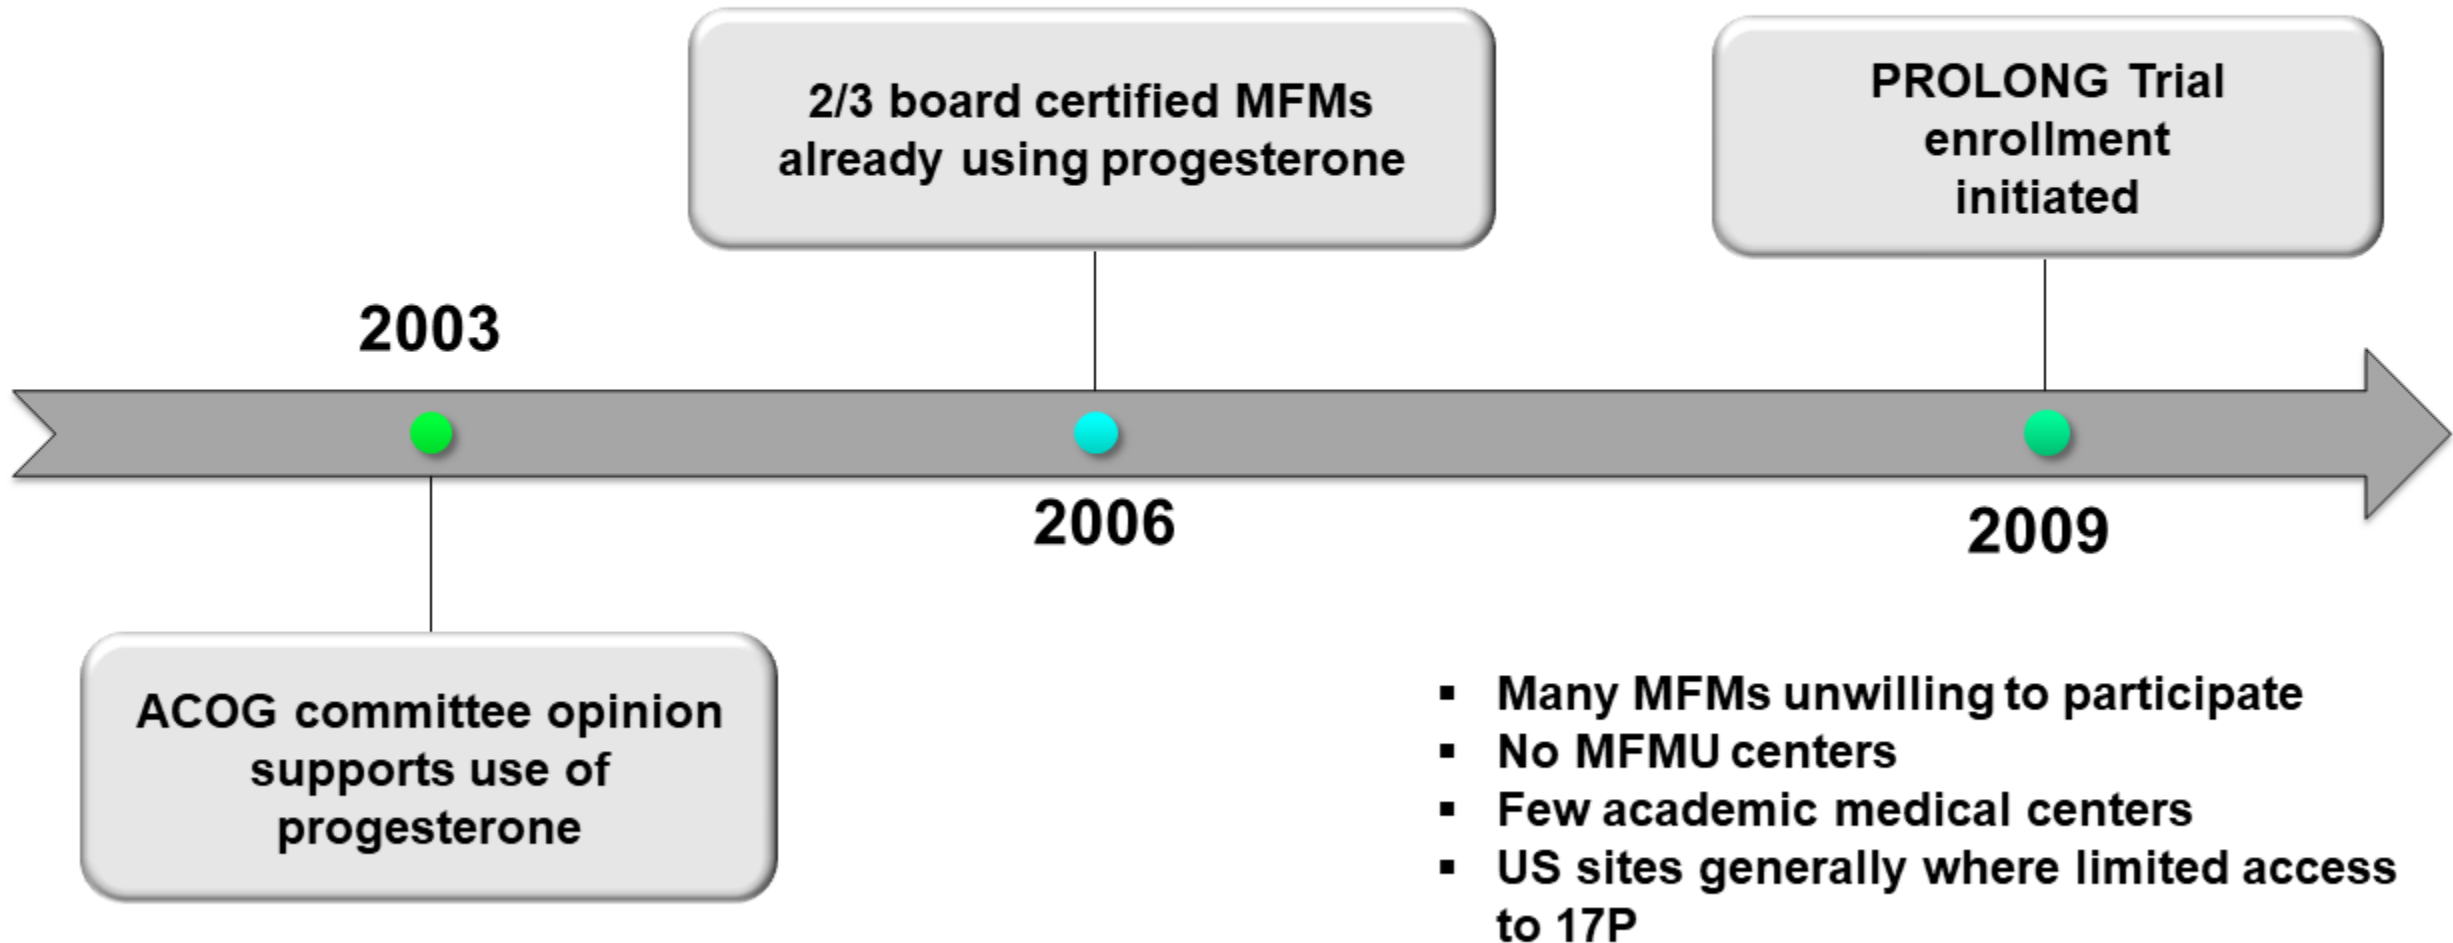 2/3 board certified MFMs
already using progesterone
PROLONG Trial
enrollment
initiated
2003
2006
2009
ACOG committee opinion
supports use of
progesterone
▪ Many MFMs unwilling to participate
▪ No MFMU centers
▪ Few academic medical centers
▪ US sites generally where limited access
to 17P